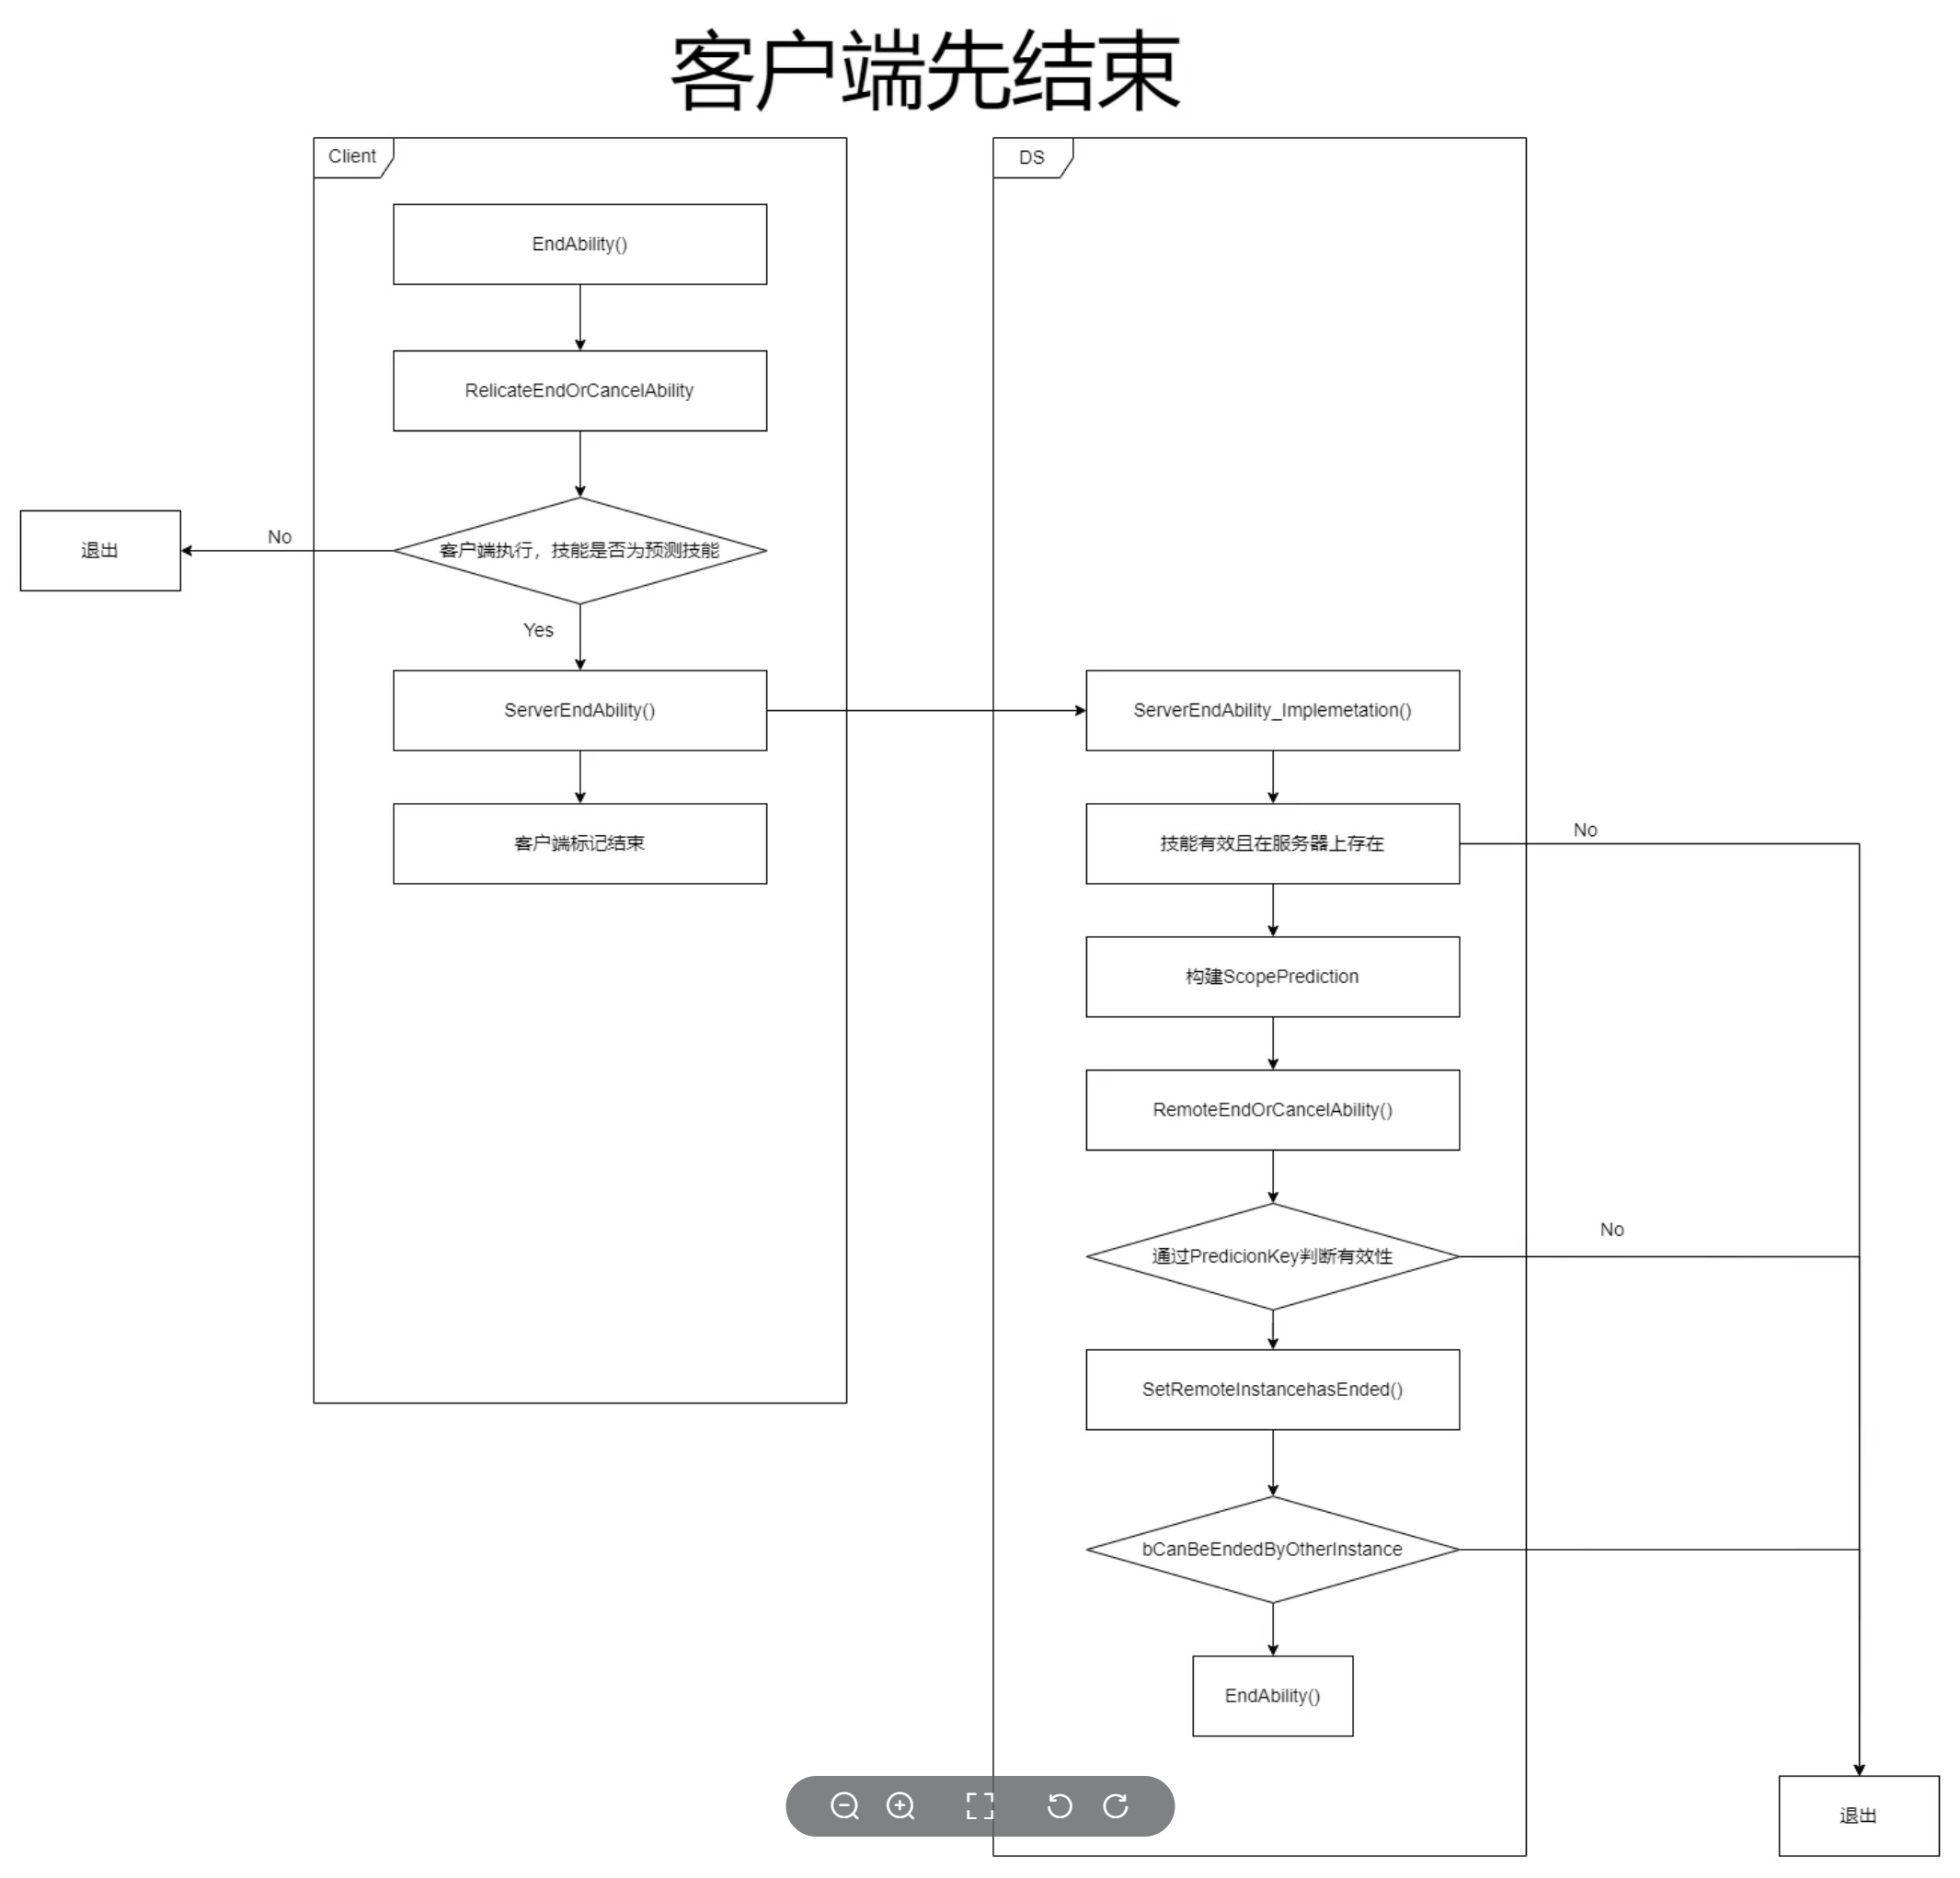 客户端先结束
Client
EndAbility()
RelicateEndOrCancelAbility
客户端执行，技能是否为预测技能
No
退出
Yes
ServerEndAbility()
客户端标记结束
DS
ServerEndAbility_Implemetation()
技能有效且在服务器上存在
No
构建ScopePrediction
RemoteEndOrCancelAbility()
通过PredicionKey判断有效性
No
SetRemoteInstancehasEnded()
bCanBeEndedByOtherInstance
EndAbility()
退出